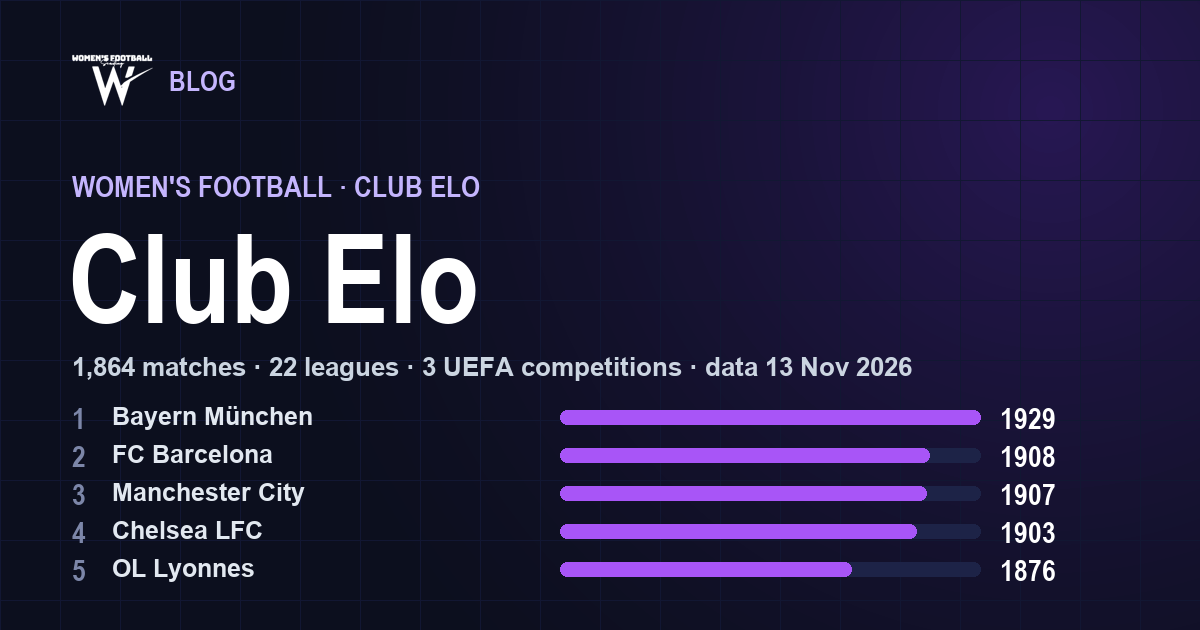 WOMEN'S FOOTBALL
BLOG
WOMEN'S FOOTBALL · CLUB ELO
Club Elo
1,864 matches · 22 leagues · 3 UEFA competitions · data 13 Nov 2026
1 Bayern München 1929
2 FC Barcelona 1908
3 Manchester City 1907
4 Chelsea LFC 1903
5 OL Lyonnes 1876